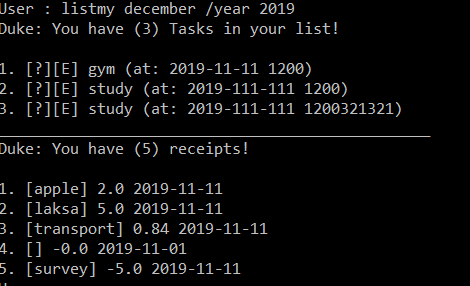 User : listmy december /year 2019
Duke: You have (3) Tasks in your list!
1. [?][E] gym (at: 2019-11-11 1200)
2. [?][E] study (at: 2019-111-111 1200)
3. [?][E] study (at: 2019-111-111 1200321321)
Duke: You have (5) receipts!
1. [apple] 2.0 2019-11-11
2. [laksa] 5.0 2019-11-11
3. [transport] 0.84 2019-11-11
4. [] -0.0 2019-11-01
5. [survey] -5.0 2019-11-11